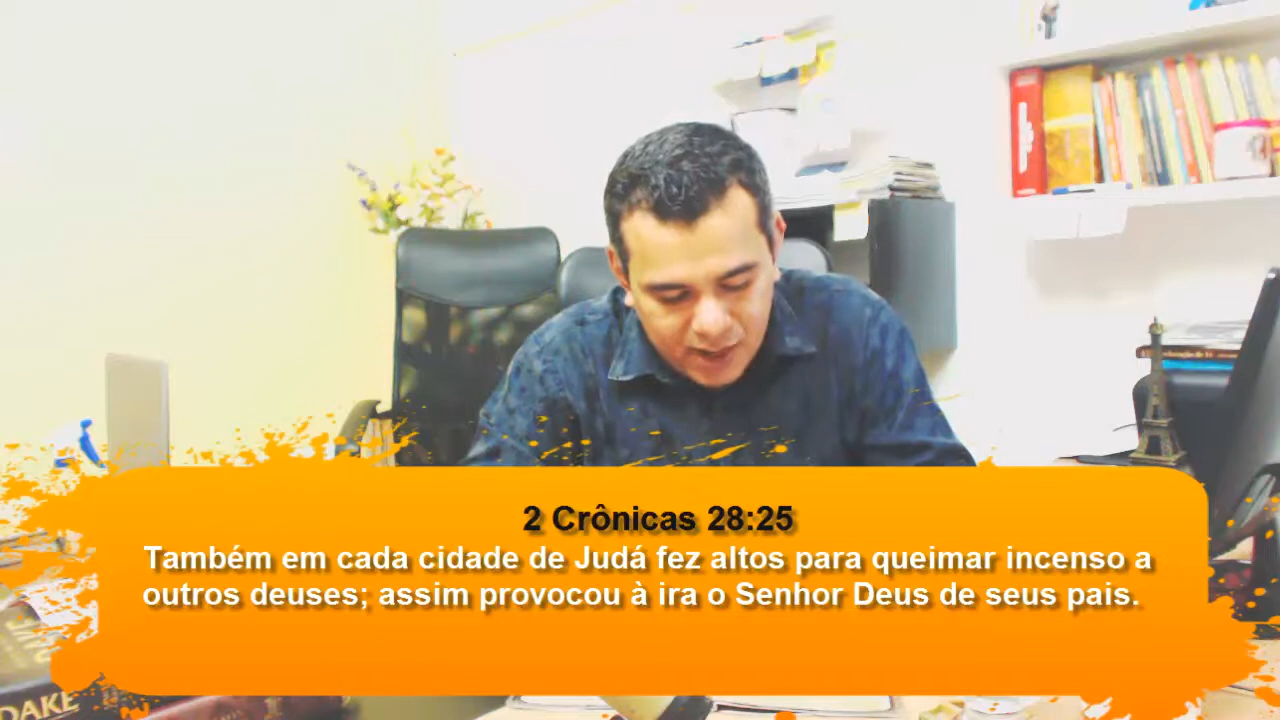 2 Crônicas 28:25
Também em cada cidade de Judá fez altos para queimar incenso a
outros deuses; assim provocou à ira o Senhor Deus de seus pais.
DAKE